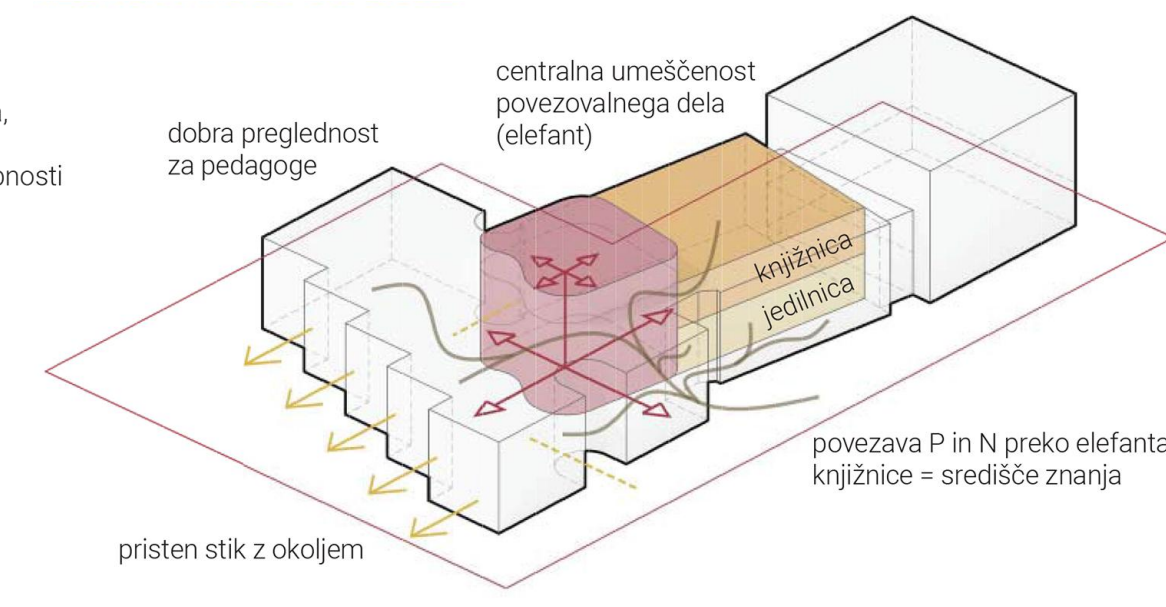 centralna umeščenost
povezovalnega dela
(elefant)
dobra preglednost
za pedagoge
knjižnica
jedilnica
povezava P in N preko elefanta
knjižnice = središče znanja
pristen stik z okoljem